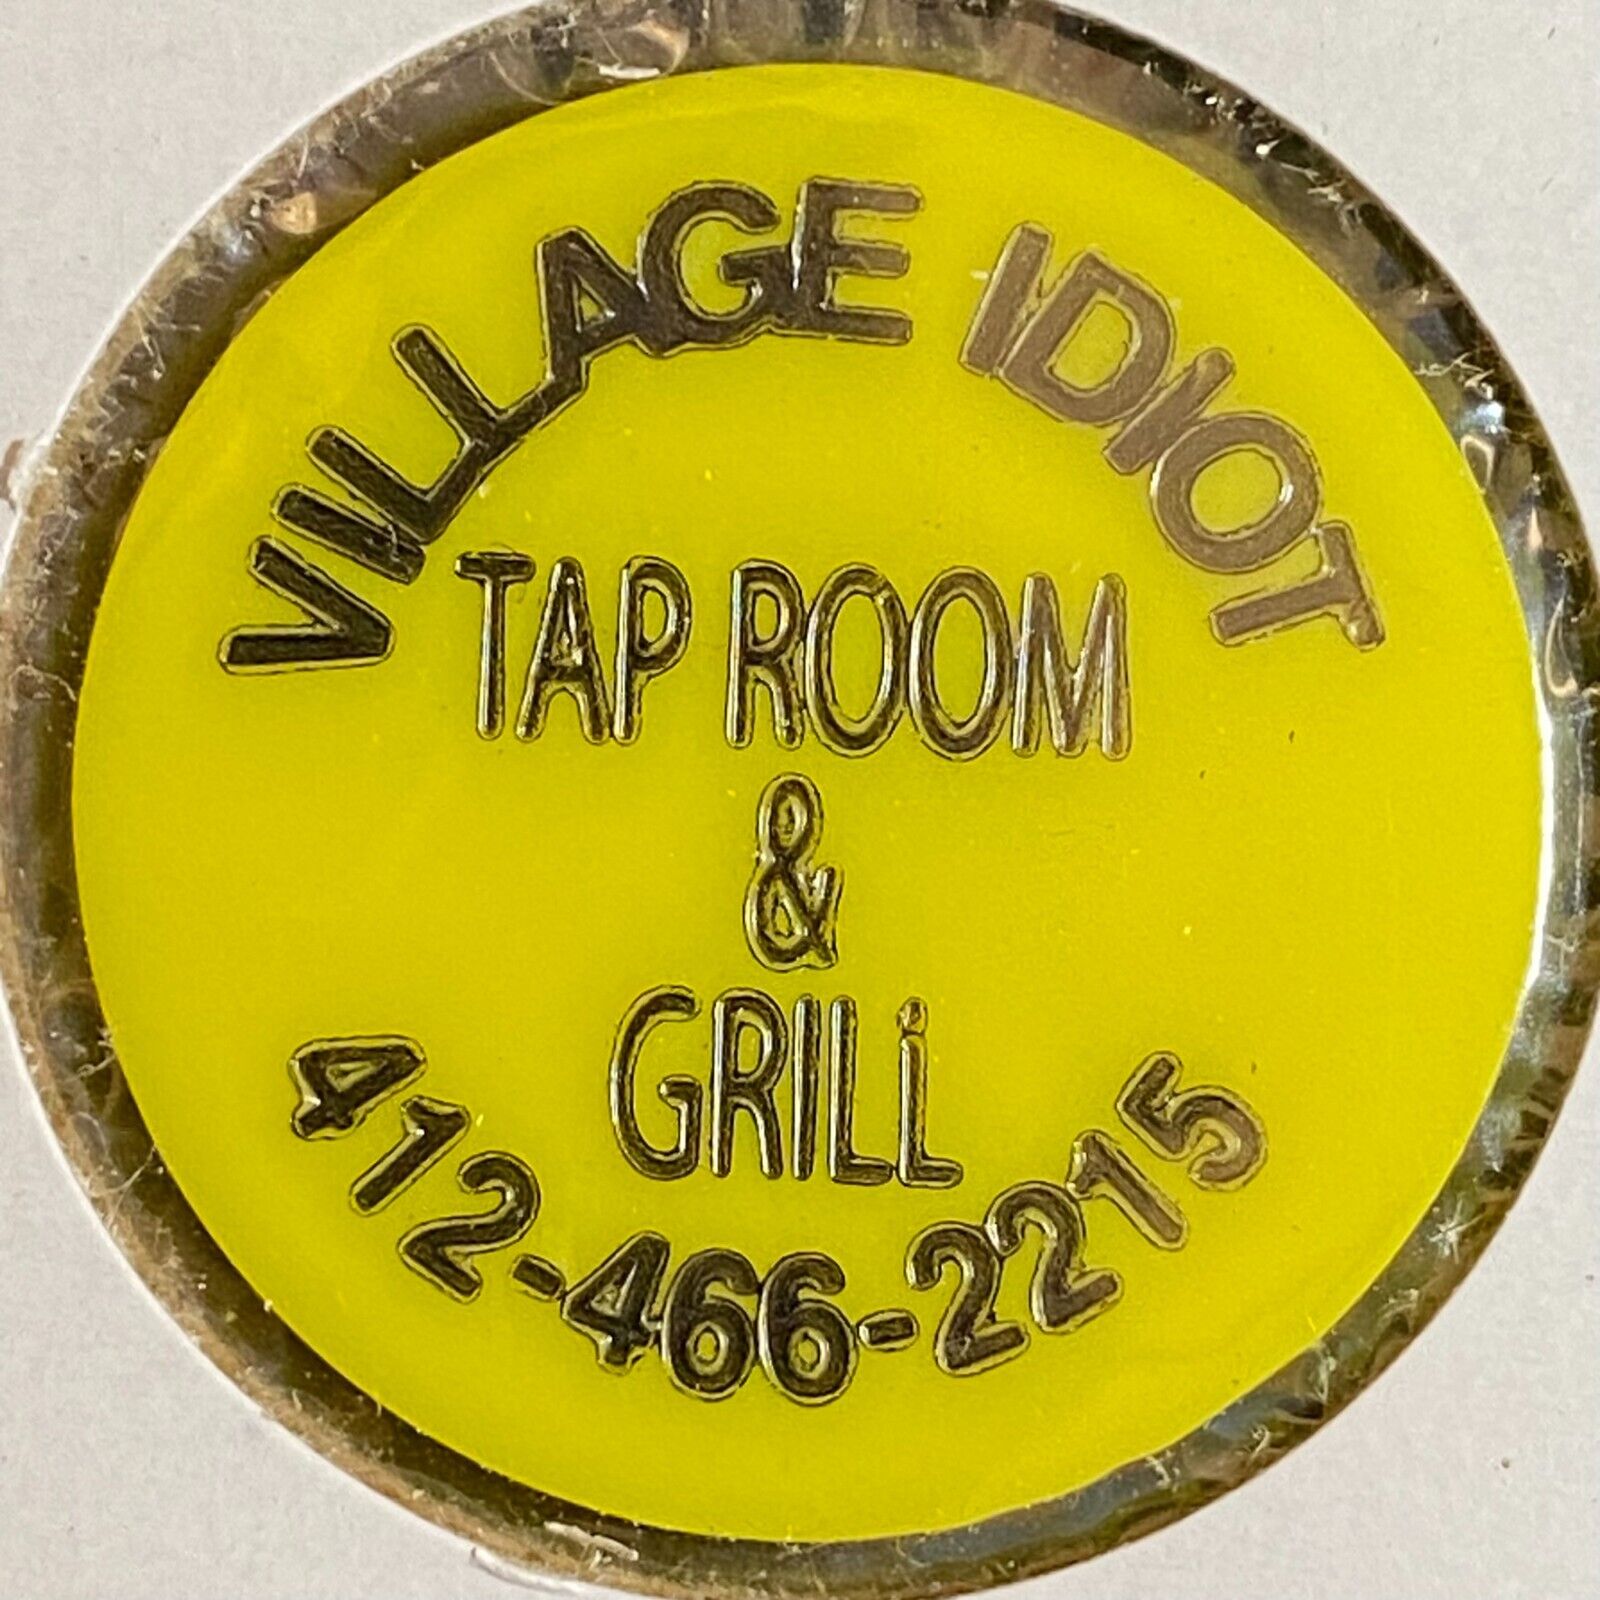 VILLAGE IDIOT
TAP ROOM
&
GRILL
412-466-2215